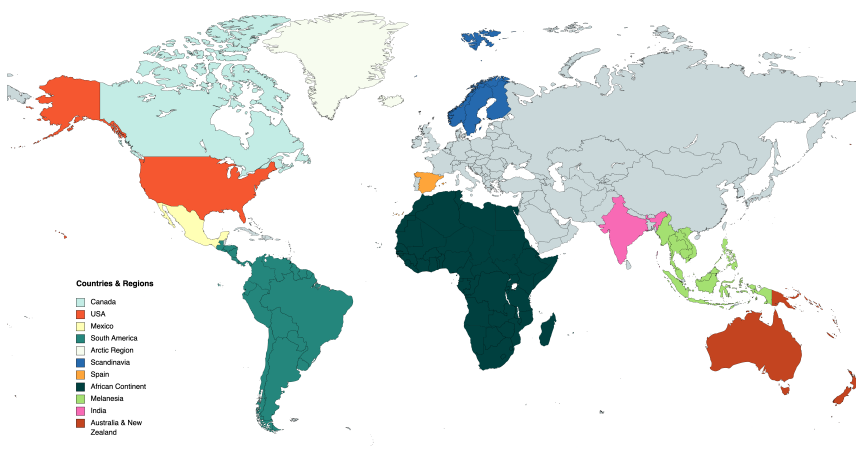 Countries & Regions
Canada
USA
Mexico
South America
Arctic Region
Scandinavia
Spain
African Continent
Melanesia
India
Australia & New
Zealand